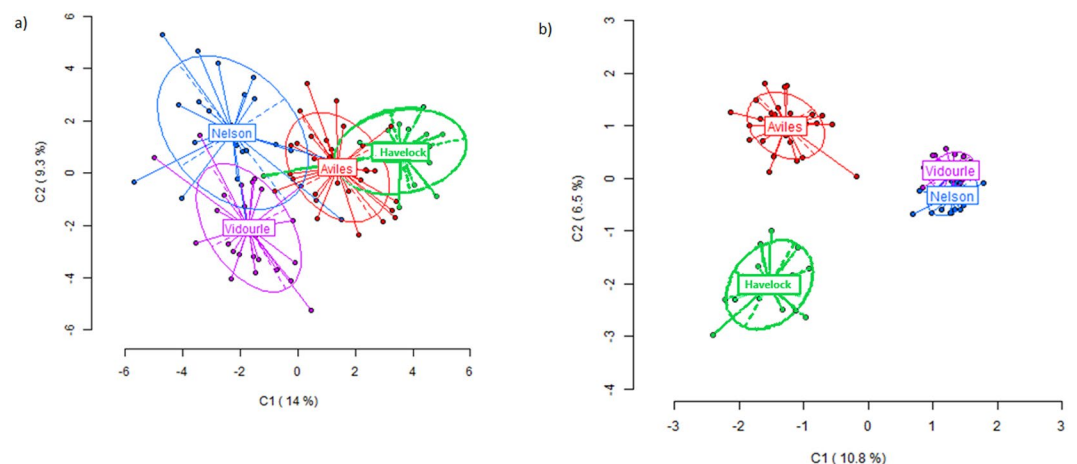 a)
6
4
2
0
-2
-4
-6
C2 ( 9.3 %)
Nelson
Havelock
Aviles
Vidourle
-6 -4 -2 0 2 4 6
C1 ( 14 %)
b)
3
2
1
0
-1
-2
-3
-4
C2 ( 6.5 %)
Aviles
Vidourle
Nelson
Havelock
-3 -2 -1 0 1 2 3
C1 ( 10.8 %)